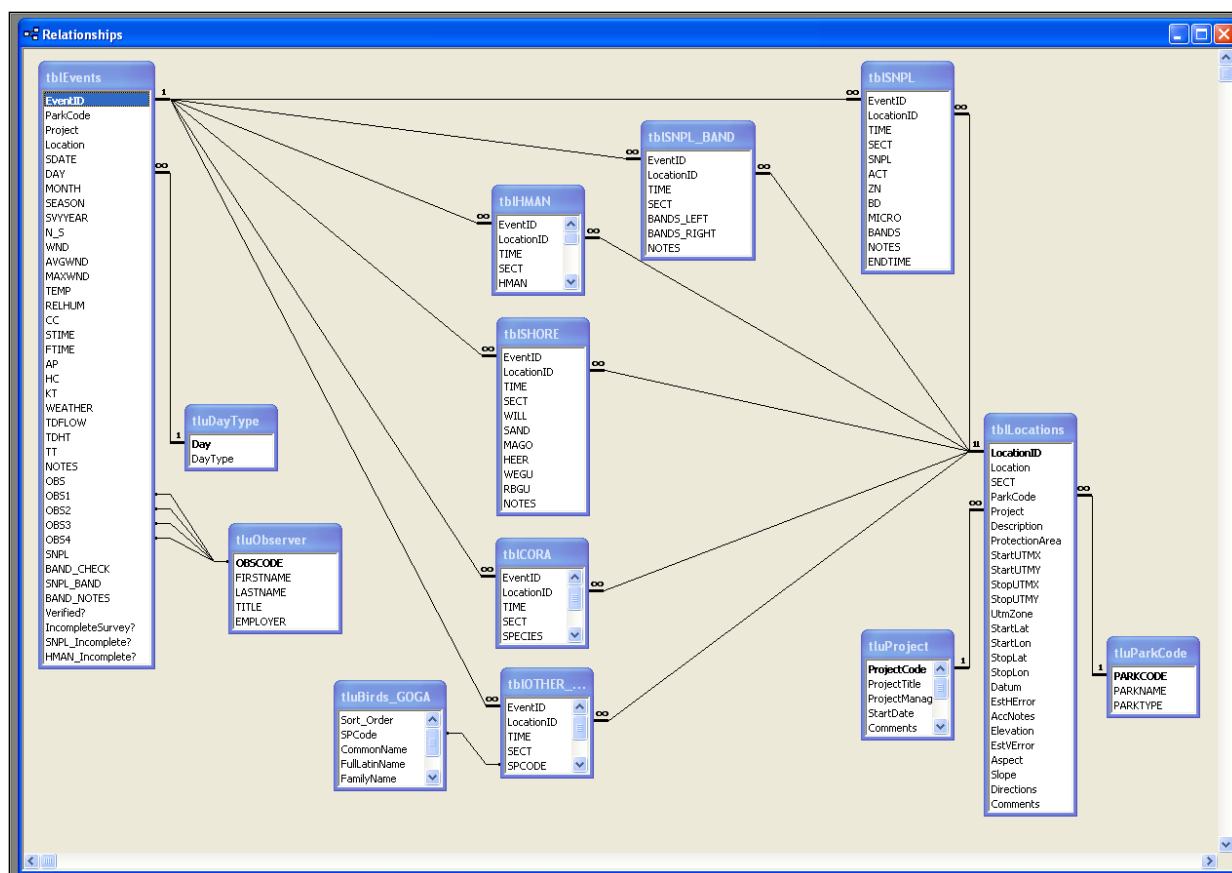 Relationships
tblEvents
EventID
ParkCode
Project
Location
SDATE
DAY
MONTH
SEASON
SVYYEAR
N_S
WND
AVGWND
MAXWND
TEMP
RELHUM
CC
STIME
FTIME
AP
HC
KT
WEATHER
TDFLOW
TDHT
TT
NOTES
OBS
OBS1
OBS2
OBS3
OBS4
SNPL
BAND_CHECK
SNPL_BAND
BAND_NOTES
Verified?
IncompleteSurvey?
SNPL_Incomplete?
HMAN_Incomplete?
1
∞
tluDayType
Day
DayType
1
tluObserver
OBSCODE
FIRSTNAME
LASTNAME
TITLE
EMPLOYER
tluBirds_GOGA
Sort_Order
SPCode
CommonName
FullLatinName
FamilyName
∞
tblHMAN
EventID
LocationID
TIME
SECT
HMAN
∞
∞
tblSHORE
EventID
LocationID
TIME
SECT
WILL
SAND
MAGO
HEER
WEGU
RBGU
NOTES
∞
∞
tblCORA
EventID
LocationID
TIME
SECT
SPECIES
∞
∞
tblOTHER_...
EventID
LocationID
TIME
SECT
SPCODE
∞
∞
tblSNPL_BAND
EventID
LocationID
TIME
SECT
BANDS_LEFT
BANDS_RIGHT
NOTES
∞
∞
tblSNPL
EventID
LocationID
TIME
SECT
SNPL
ACT
ZN
BD
MICRO
BANDS
NOTES
ENDTIME
∞
tblLocations
LocationID
Location
SECT
ParkCode
Project
Description
ProtectionArea
StartUTMX
StartUTMY
StopUTMX
StopUTMY
UtmZone
StartLat
StartLon
StopLat
StopLon
Datum
EstHError
AccNotes
Elevation
EstVError
Aspect
Slope
Directions
Comments
∞
∞
tluProject
ProjectCode
ProjectTitle
ProjectManag
StartDate
Comments
1
tluParkCode
PARKCODE
PARKNAME
PARKTYPE
1